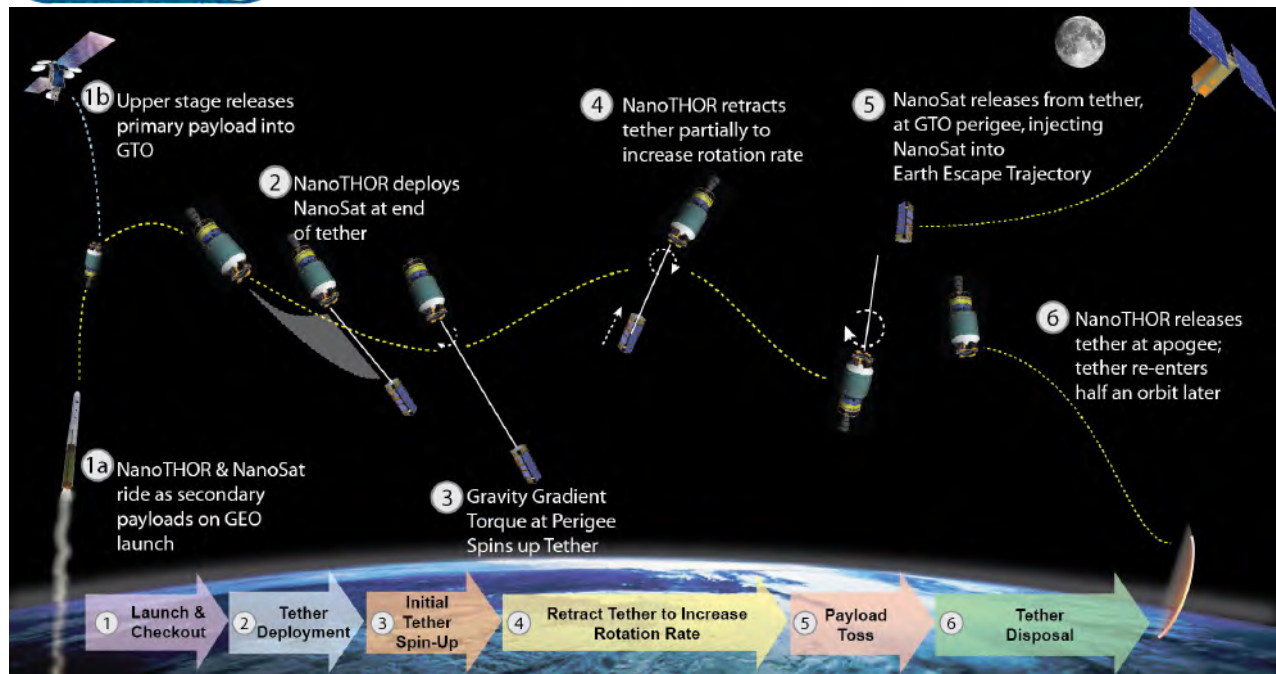 1b
Upper stage releases
primary payload into
GTO
2
NanoTHOR deploys
NanoSat at end
of tether
4
NanoTHOR retracts
tether partially to
increase rotation rate
5
NanoSat releases from tether,
at GTO perigee, injecting
NanoSat into
Earth Escape Trajectory
6
NanoTHOR releases
tether at apogee;
tether re-enters
half an orbit later
1a
NanoTHOR & NanoSat
ride as secondary
payloads on GEO
launch
3
Gravity Gradient
Torque at Perigee
Spins up Tether
1
Launch &
Checkout
2
Tether
Deployment
3
Initial
Tether
Spin-Up
4
Retract Tether to Increase
Rotation Rate
5
Payload
Toss
6
Tether
Disposal